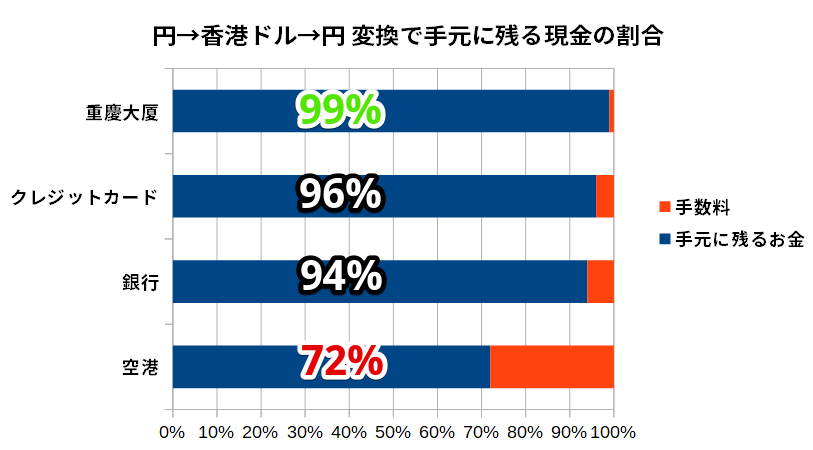 円→香港ドル→円 変換で手元に残る現金の割合
重慶大厦 99%
クレジットカード 96%
銀行 94%
空港 72%
0% 10% 20% 30% 40% 50% 60% 70% 80% 90% 100%
手数料
手元に残るお金